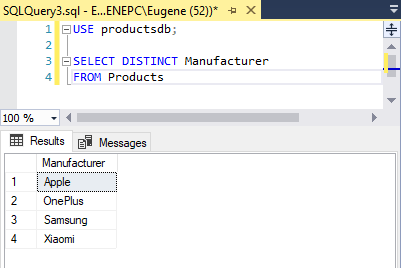 SQLQuery3.sql - E...ENEPC\Eugene (52))*
1 USE productsdb;
2
3 SELECT DISTINCT Manufacturer
4 FROM Products
100 %
Results Messages
Manufacturer
1 Apple
2 OnePlus
3 Samsung
4 Xiaomi